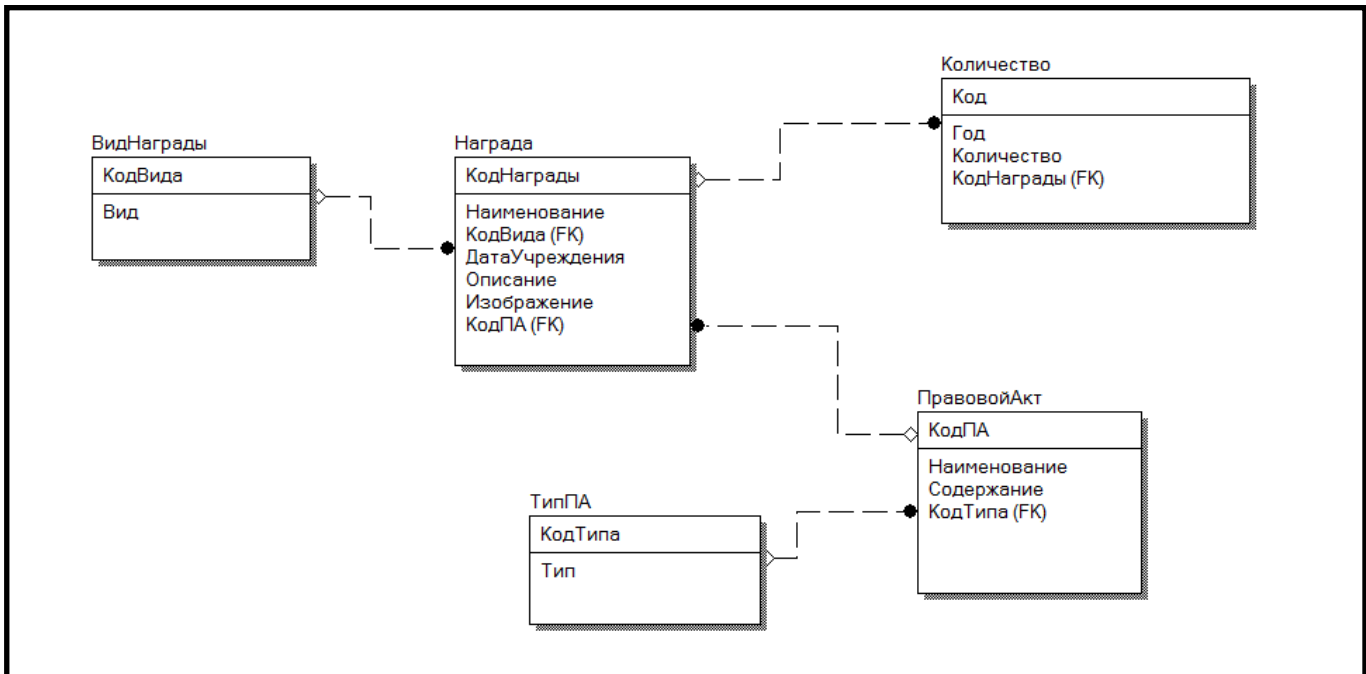 ВидНаграды
КодВида
Вид
Награда
КодНаграды
Наименование
КодВида (FK)
ДатаУчреждения
Описание
Изображение
КодПА (FK)
Количество
Код
Год
Количество
КодНаграды (FK)
ПравовойАкт
КодПА
Наименование
Содержание
КодТипа (FK)
ТипПА
КодТипа
Тип